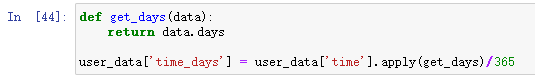 In [44]: def get_days(data):
    return data.days

user_data['time_days'] = user_data['time'].apply(get_days)/365